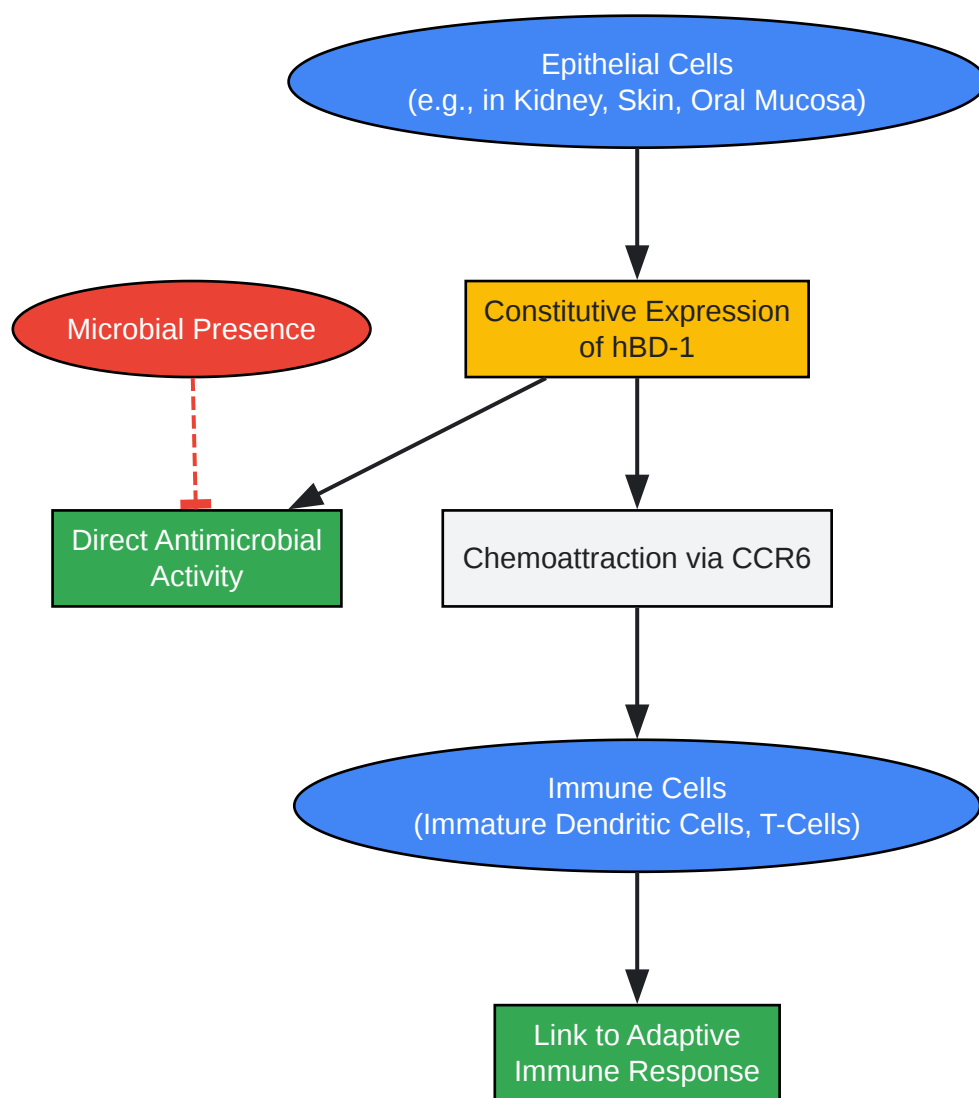 Epithelial Cells
(e.g., in Kidney, Skin, Oral Mucosa)
Microbial Presence
Constitutive Expression
of hBD-1
Direct Antimicrobial
Activity
Chemoattraction via CCR6
Immune Cells
(Immature Dendritic Cells, T-Cells)
Link to Adaptive
Immune Response